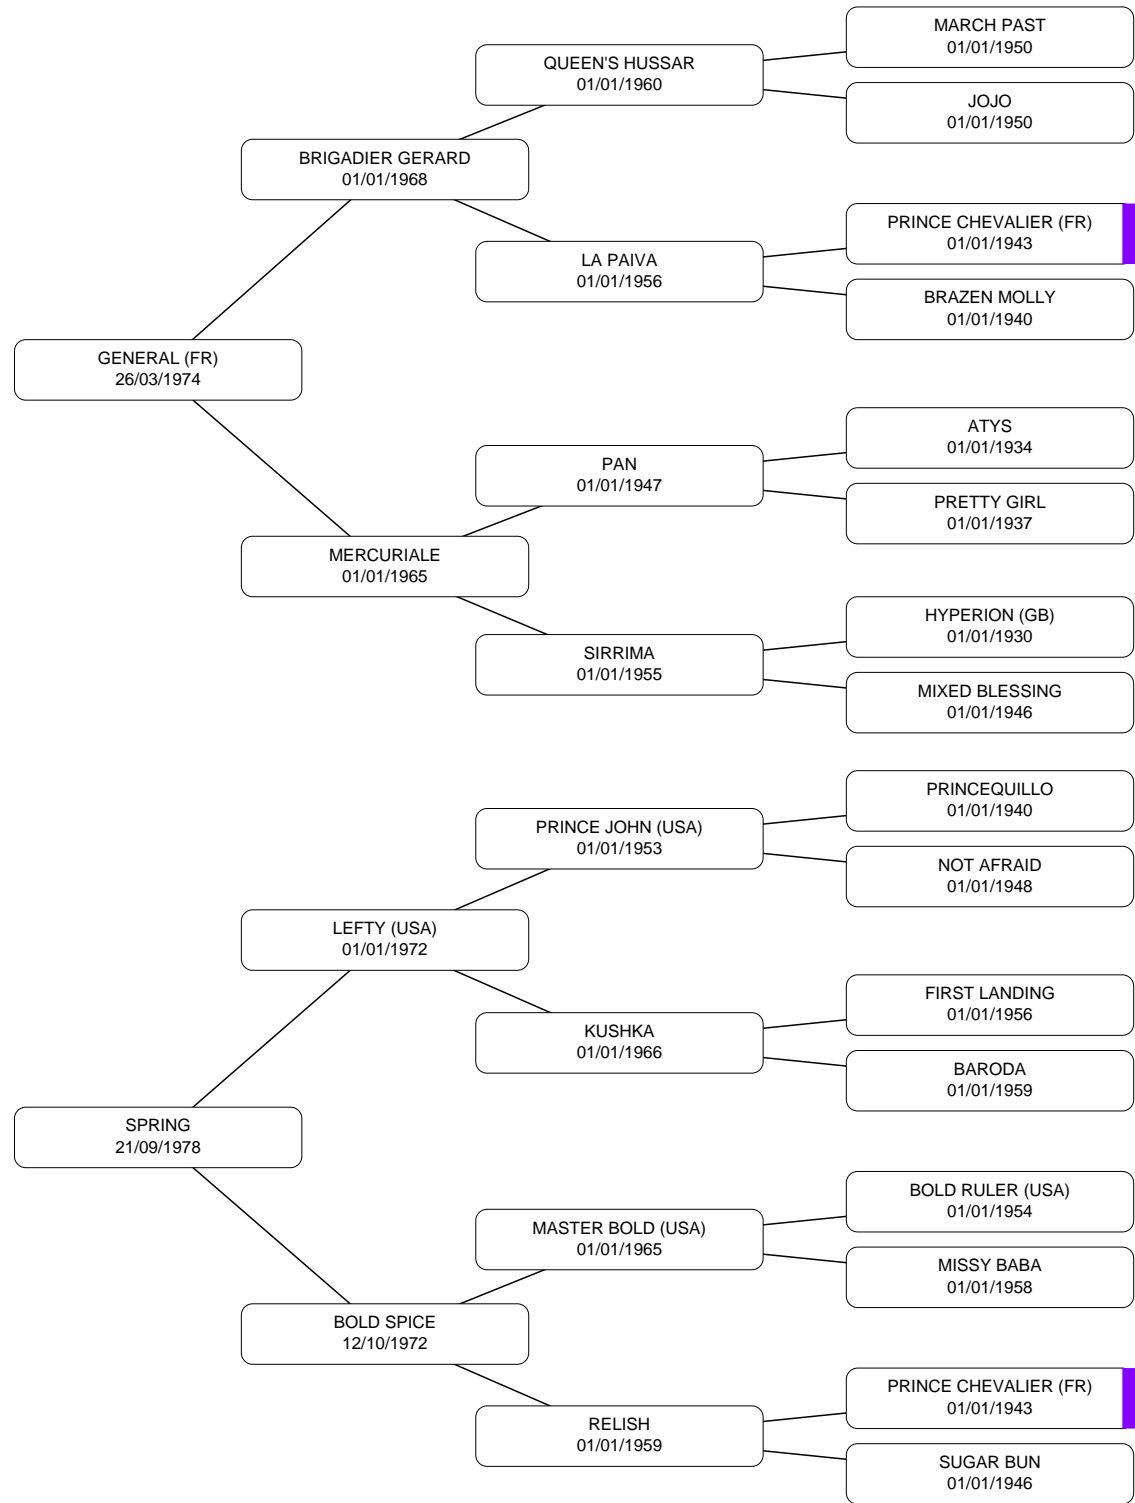 MARCH PAST
01/01/1950
QUEEN'S HUSSAR
01/01/1960
JOJO
01/01/1950
BRIGADIER GERARD
01/01/1968
PRINCE CHEVALIER (FR)
01/01/1943
LA PAIVA
01/01/1956
BRAZEN MOLLY
01/01/1940
GENERAL (FR)
26/03/1974
ATYS
01/01/1934
PAN
01/01/1947
PRETTY GIRL
01/01/1937
MERCURIALE
01/01/1965
HYPERION (GB)
01/01/1930
SIRRIMA
01/01/1955
MIXED BLESSING
01/01/1946
PRINCEQUILLO
01/01/1940
PRINCE JOHN (USA)
01/01/1953
NOT AFRAID
01/01/1948
LEFTY (USA)
01/01/1972
FIRST LANDING
01/01/1956
KUSHKA
01/01/1966
BARODA
01/01/1959
SPRING
21/09/1978
BOLD RULER (USA)
01/01/1954
MASTER BOLD (USA)
01/01/1965
MISSY BABA
01/01/1958
BOLD SPICE
12/10/1972
PRINCE CHEVALIER (FR)
01/01/1943
RELISH
01/01/1959
SUGAR BUN
01/01/1946